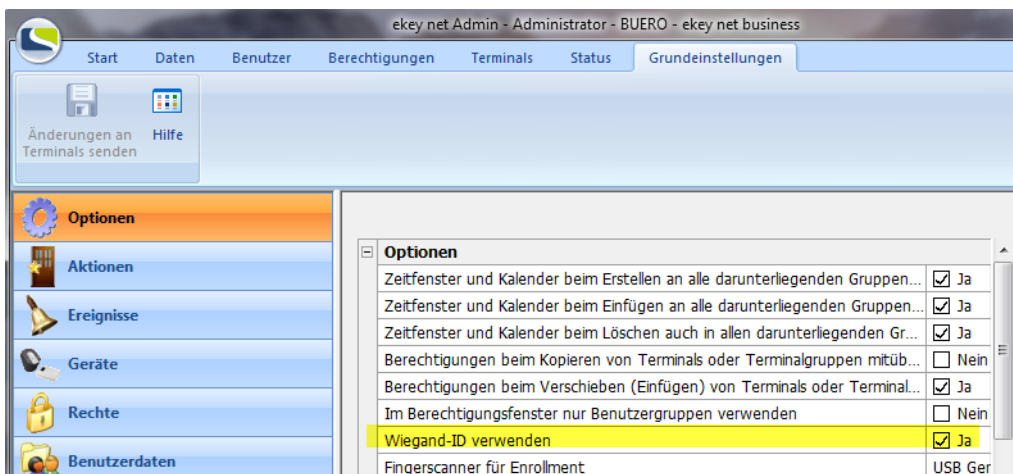 ekey net Admin - Administrator - BUERO - ekey net business
Start Daten Benutzer Berechtigungen Terminals Status Grundeinstellungen
Änderungen an Terminals senden
Hilfe
Optionen
Aktionen
Ereignisse
Geräte
Rechte
Benutzerdaten
Optionen
Zeitfenster und Kalender beim Erstellen an alle darunterliegenden Gruppen... Ja
Zeitfenster und Kalender beim Einfügen an alle darunterliegenden Gruppen... Ja
Zeitfenster und Kalender beim Löschen auch in allen darunterliegenden Gr... Ja
Berechtigungen beim Kopieren von Terminals oder Terminalgruppen mitüb... Nein
Berechtigungen beim Verschieben (Einfügen) von Terminals oder Terminal... Ja
Im Berechtigungsfenster nur Benutzergruppen verwenden Nein
Wiegand-ID verwenden Ja
Fingerscanner für Enrollment USB Ger